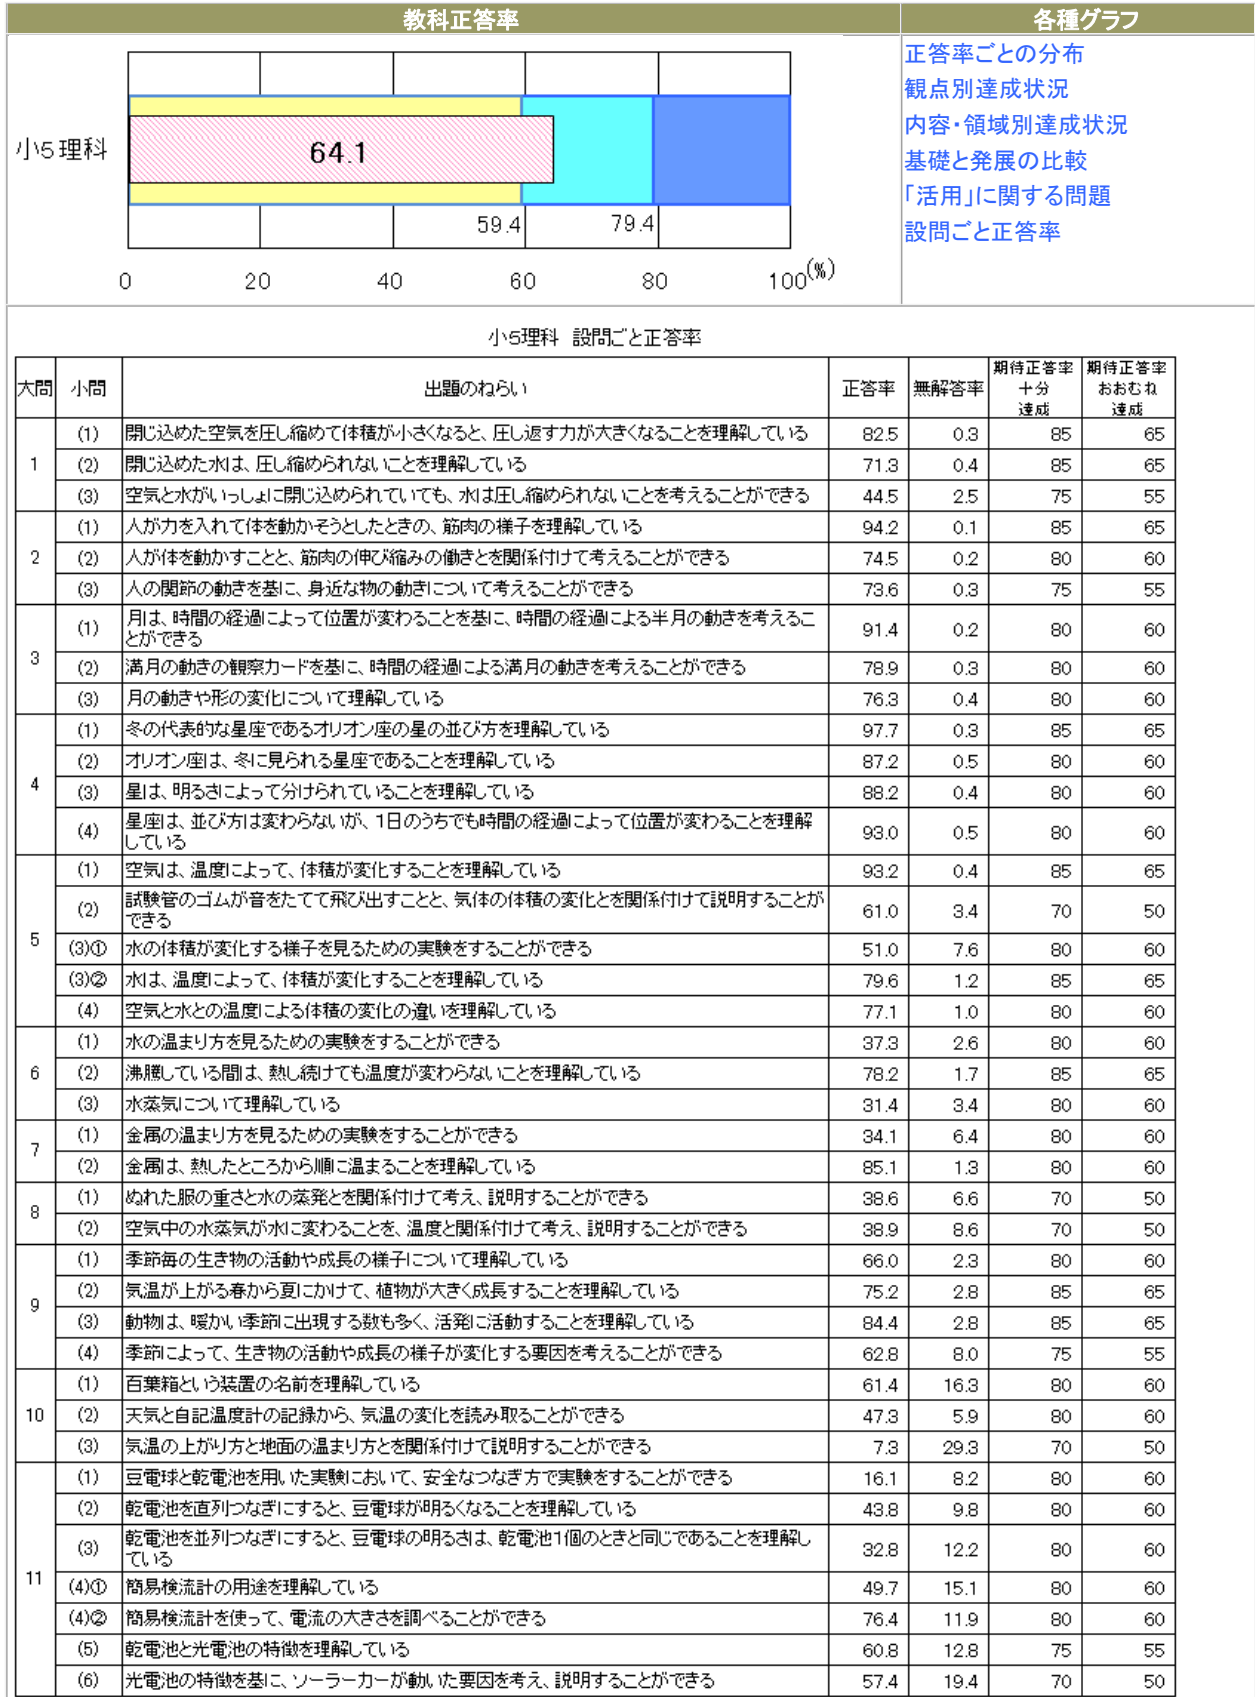 教科正答率 各種グラフ
正答率ごとの分布
観点別達成状況
内容・領域別達成状況
基礎と発展の比較
「活用」に関する問題
設問ごと正答率
小5理科 64.1
59.4 79.4
0 20 40 60 80 100(%)
小5理科 設問ごと正答率
大問 小問 出題のねらい 正答率 無解答率 期待正答率十分達成 期待正答率おおむね達成
1 (1) 閉じ込めた空気を圧し縮めて体積が小さくなると、圧し返す力が大きくなることを理解している 82.5 0.3 85 65
(2) 閉じ込めた水は、圧し縮められないことを理解している 71.3 0.4 85 65
(3) 空気と水がいっしょに閉じ込められていても、水は圧し縮められないことを考えることができる 44.5 2.5 75 55
2 (1) 人が力を入れて体を動かそうとしたときの、筋肉の様子を理解している 94.2 0.1 85 65
(2) 人が体を動かすことと、筋肉の伸び縮みの働きとを関係付けて考えることができる 74.5 0.2 80 60
(3) 人の関節の動きを基に、身近な物の動きについて考えることができる 73.6 0.3 75 55
3 (1) 月は、時間の経過によって位置が変わることを基に、時間の経過による半月の動きを考えるこ
とができる 91.4 0.2 80 60
(2) 満月の動きの観察カードを基に、時間の経過による満月の動きを考えることができる 78.9 0.3 80 60
(3) 月の動きや形の変化について理解している 76.3 0.4 80 60
4 (1) 冬の代表的な星座であるオリオン座の星の並び方を理解している 97.7 0.3 85 65
(2) オリオン座は、冬に見られる星座であることを理解している 87.2 0.5 80 60
(3) 星は、明るさによって分けられていることを理解している 88.2 0.4 80 60
(4) 星座は、並び方は変わらないが、1日のうちでも時間の経過によって位置が変わることを理解
している 93.0 0.5 80 60
5 (1) 空気は、温度によって、体積が変化することを理解している 93.2 0.4 85 65
(2) 試験管のゴムが音をたてて飛び出すことと、気体の体積の変化とを関係付けて説明することが
できる 61.0 3.4 70 50
(3)① 水の体積が変化する様子を見るための実験をすることができる 51.0 7.6 80 60
(3)② 水は、温度によって、体積が変化することを理解している 79.6 1.2 85 65
(4) 空気と水との温度による体積の変化の違いを理解している 77.1 1.0 80 60
6 (1) 水の温まり方を見るための実験をすることができる 37.3 2.6 80 60
(2) 沸騰している間は、熱し続けても温度が変わらないことを理解している 78.2 1.7 85 65
(3) 水蒸気について理解している 31.4 3.4 80 60
7 (1) 金属の温まり方を見るための実験をすることができる 34.1 6.4 80 60
(2) 金属は、熱したところから順に温まることを理解している 85.1 1.3 80 60
8 (1) ぬれた服の重さと水の蒸発とを関係付けて考え、説明することができる 38.6 6.6 70 50
(2) 空気中の水蒸気が水に変わることを、温度と関係付けて考え、説明することができる 38.9 8.6 70 50
9 (1) 季節毎の生き物の活動や成長の様子について理解している 66.0 2.3 80 60
(2) 気温が上がる春から夏にかけて、植物が大きく成長することを理解している 75.2 2.8 85 65
(3) 動物は、暖かい季節に出現する数も多く、活発に活動することを理解している 84.4 2.8 85 65
(4) 季節によって、生き物の活動や成長の様子が変化する要因を考えることができる 62.8 8.0 75 55
10 (1) 百葉箱という装置の名前を理解している 61.4 16.3 80 60
(2) 天気と自記温度計の記録から、気温の変化を読み取ることができる 47.3 5.9 80 60
(3) 気温の上がり方と地面の温まり方とを関係付けて説明することができる 7.3 29.3 70 50
11 (1) 豆電球と乾電池を用いた実験において、安全なつなぎ方で実験をすることができる 16.1 8.2 80 60
(2) 乾電池を直列つなぎにすると、豆電球が明るくなることを理解している 43.8 9.8 80 60
(3) 乾電池を並列つなぎにすると、豆電球の明るさは、乾電池1個のときと同じであることを理解し
ている 32.8 12.2 80 60
(4)① 簡易検流計の用途を理解している 49.7 15.1 80 60
(4)② 簡易検流計を使って、電流の大きさを調べることができる 76.4 11.9 80 60
(5) 乾電池と光電池の特徴を理解している 60.8 12.8 75 55
(6) 光電池の特徴を基に、ソーラーカーが動いた要因を考え、説明することができる 57.4 19.4 70 50